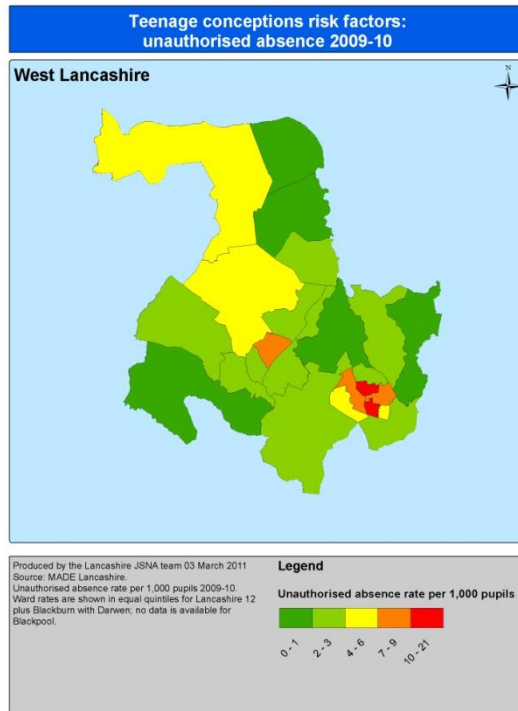 Teenage conceptions risk factors:
unauthorised absence 2009-10
West Lancashire
N
Produced by the Lancashire JSNA team 03 March 2011
Source: MADE Lancashire.
Unauthorised absence rate per 1,000 pupils 2009-10.
Ward rates are shown in equal quintiles for Lancashire 12
plus Blackburn with Darwen; no data is available for
Blackpool.
Legend
Unauthorised absence rate per 1,000 pupils
0 - 1
2 - 3
4 - 6
7 - 9
10 - 21